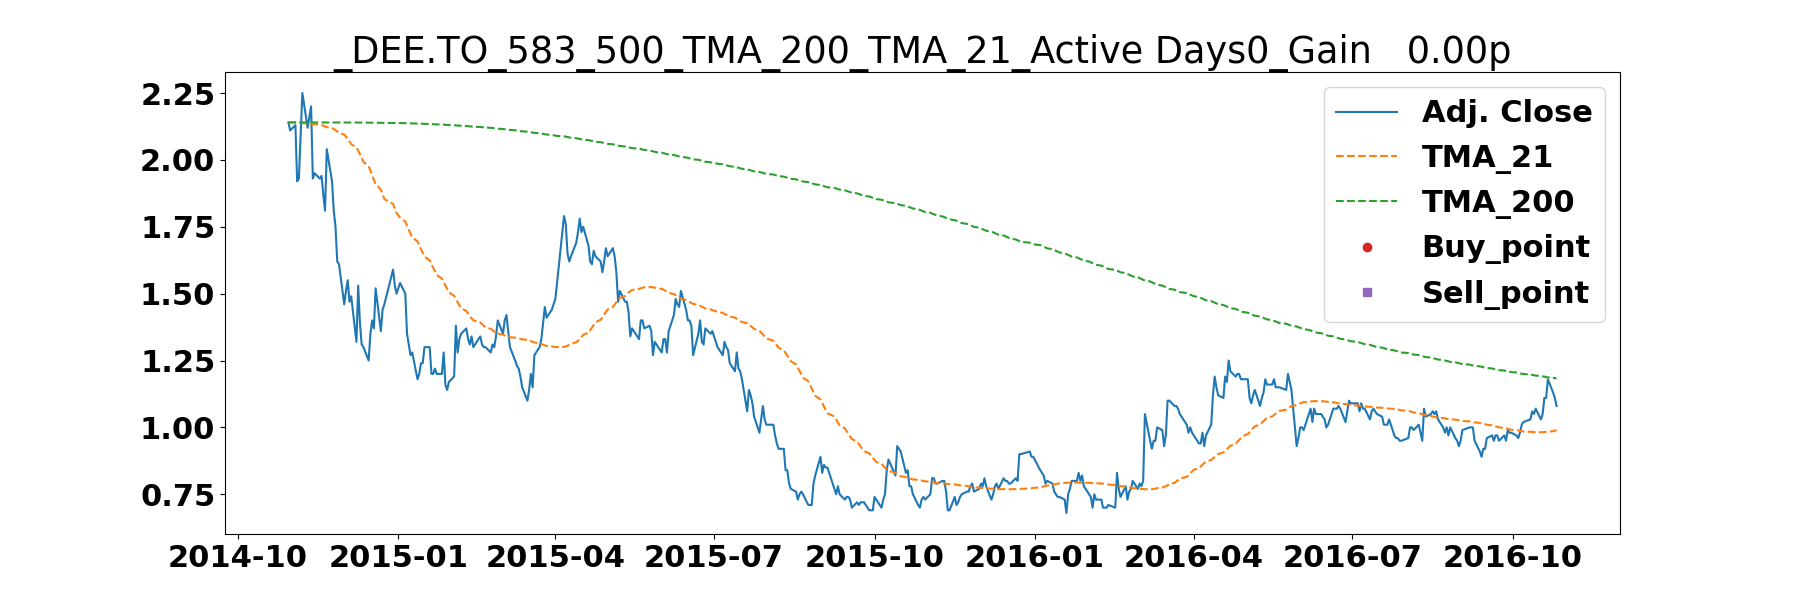 _DEE.TO_583_500_TMA_200_TMA_21_Active Days0_Gain   0.00p
2.25
2.00
1.75
1.50
1.25
1.00
0.75
Adj. Close
TMA_21
TMA_200
Buy_point
Sell_point
2014-10 2015-01 2015-04 2015-07 2015-10 2016-01 2016-04 2016-07 2016-10